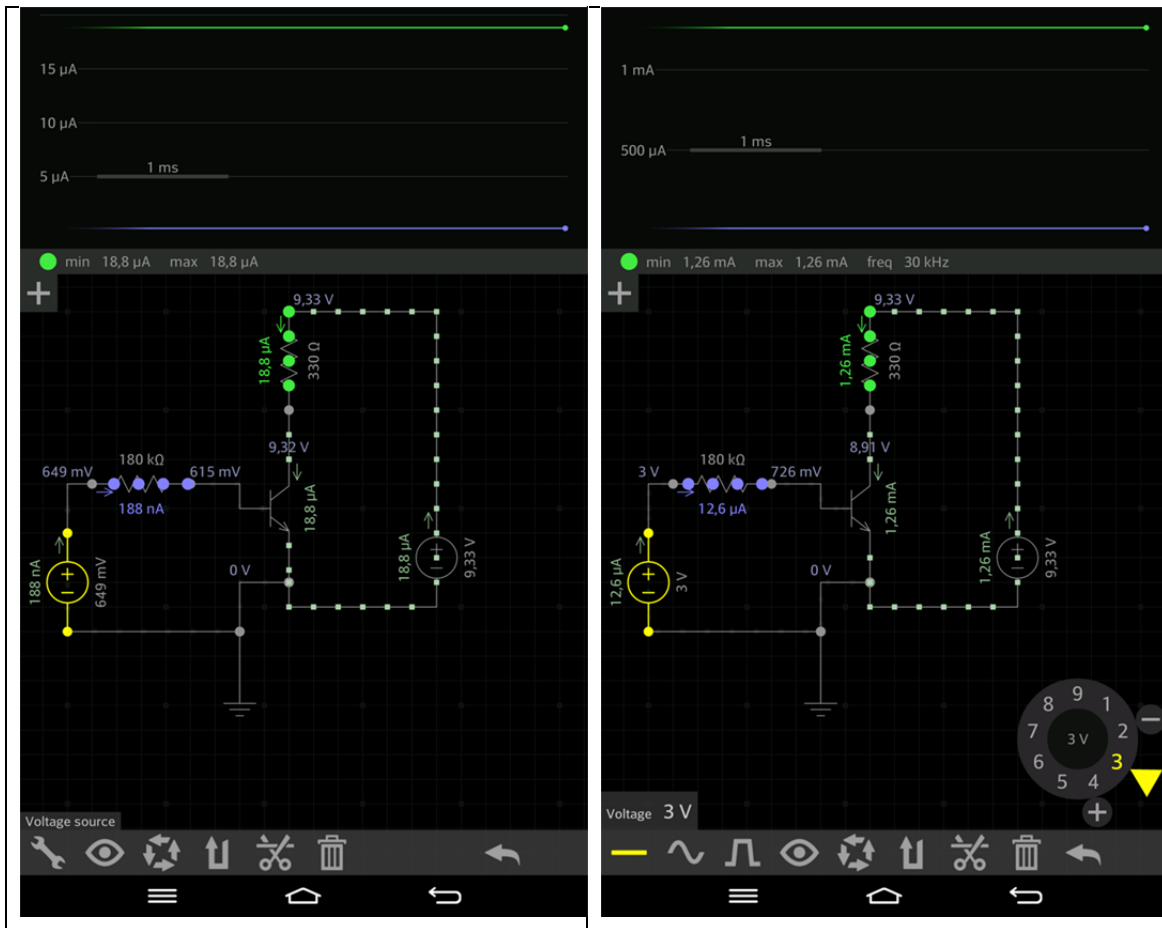 15 µA
10 µA
1 ms
5 µA
min 18,8 µA max 18,8 µA
9,33 V
18,8 µA
330 Ω
9,32 V
180 kΩ
649 mV
615 mV
188 nA
18,8 µA
18,8 µA
9,33 V
0 V
188 nA
649 mV
Voltage source
1 mA
1 ms
500 µA
min 1,26 mA max 1,26 mA freq 30 kHz
9,33 V
1,26 mA
330 Ω
8,91 V
180 kΩ
3 V
726 mV
12,6 µA
1,26 mA
1,26 mA
9,33 V
0 V
12,6 µA
3 V
9
8 1
7 3 V 2
6 3
5 4
Voltage 3 V